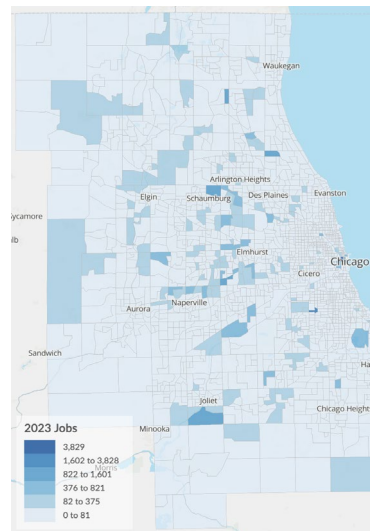 Waukegan
Arlington Heights
Elgin
Schaumburg
Des Plaines
Evanston
Sycamore
lb
Elmhurst
Chicago
Cicero
Naperville
Aurora
Sandwich
Ha
Joliet
Chicago Height
Minooka
Morris
2023 Jobs
3,829
1,602 to 3,828
822 to 1,601
376 to 821
82 to 375
0 to 81